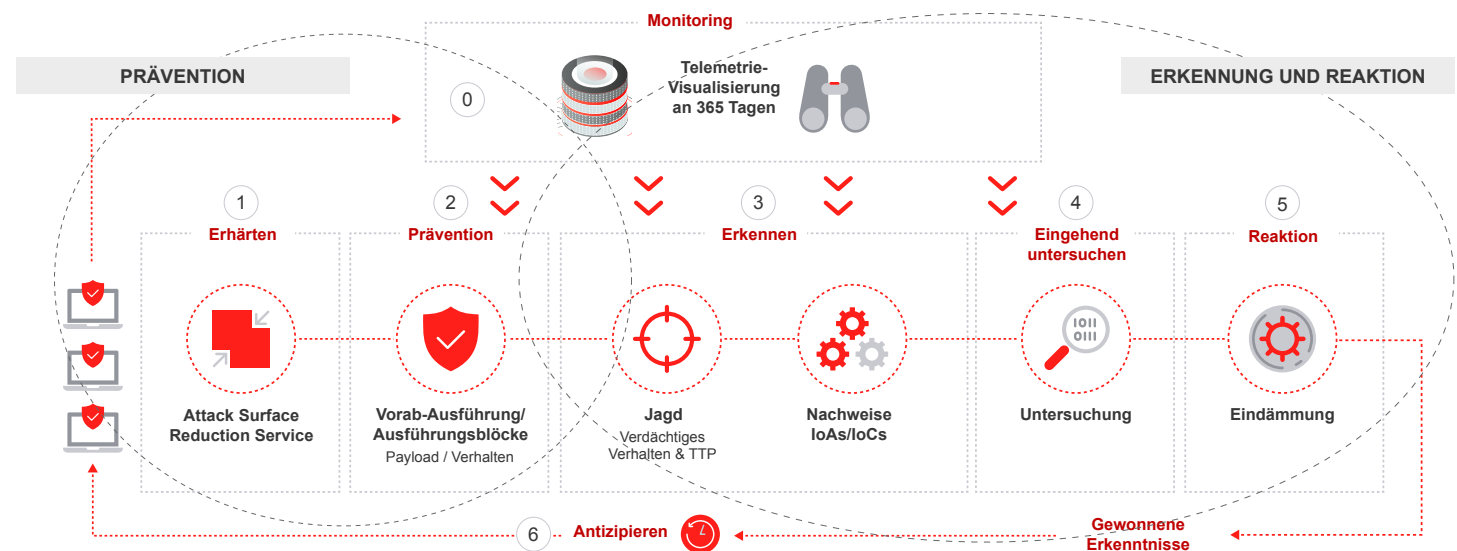 Monitoring
PRÄVENTION
ERKENNUNG UND REAKTION
0
Telemetrie-
Visualisierung
an 365 Tagen
1
Erhärten
2
Prävention
3
Erkennen
4
Eingehend
untersuchen
5
Reaktion
1011
0111
Attack Surface
Reduction Service
Vorab-Ausführung/
Ausführungsblöcke
Payload / Verhalten
Jagd
Verdächtiges
Verhalten & TTP
Nachweise
IoAs/IoCs
Untersuchung
Eindämmung
6
Antizipieren
Gewonnene
Erkenntnisse